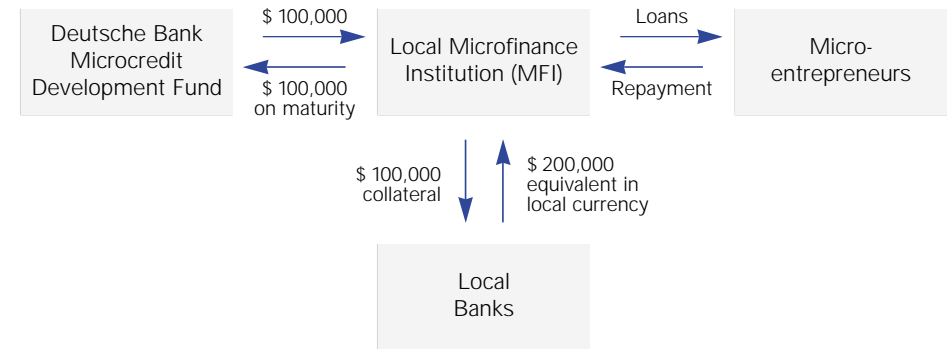 Deutsche Bank
Microcredit
Development Fund
$ 100,000
$ 100,000
on maturity
Local Microfinance
Institution (MFI)
Loans
Repayment
Micro-
entrepreneurs
$ 100,000
collateral
$ 200,000
equivalent in
local currency
Local
Banks